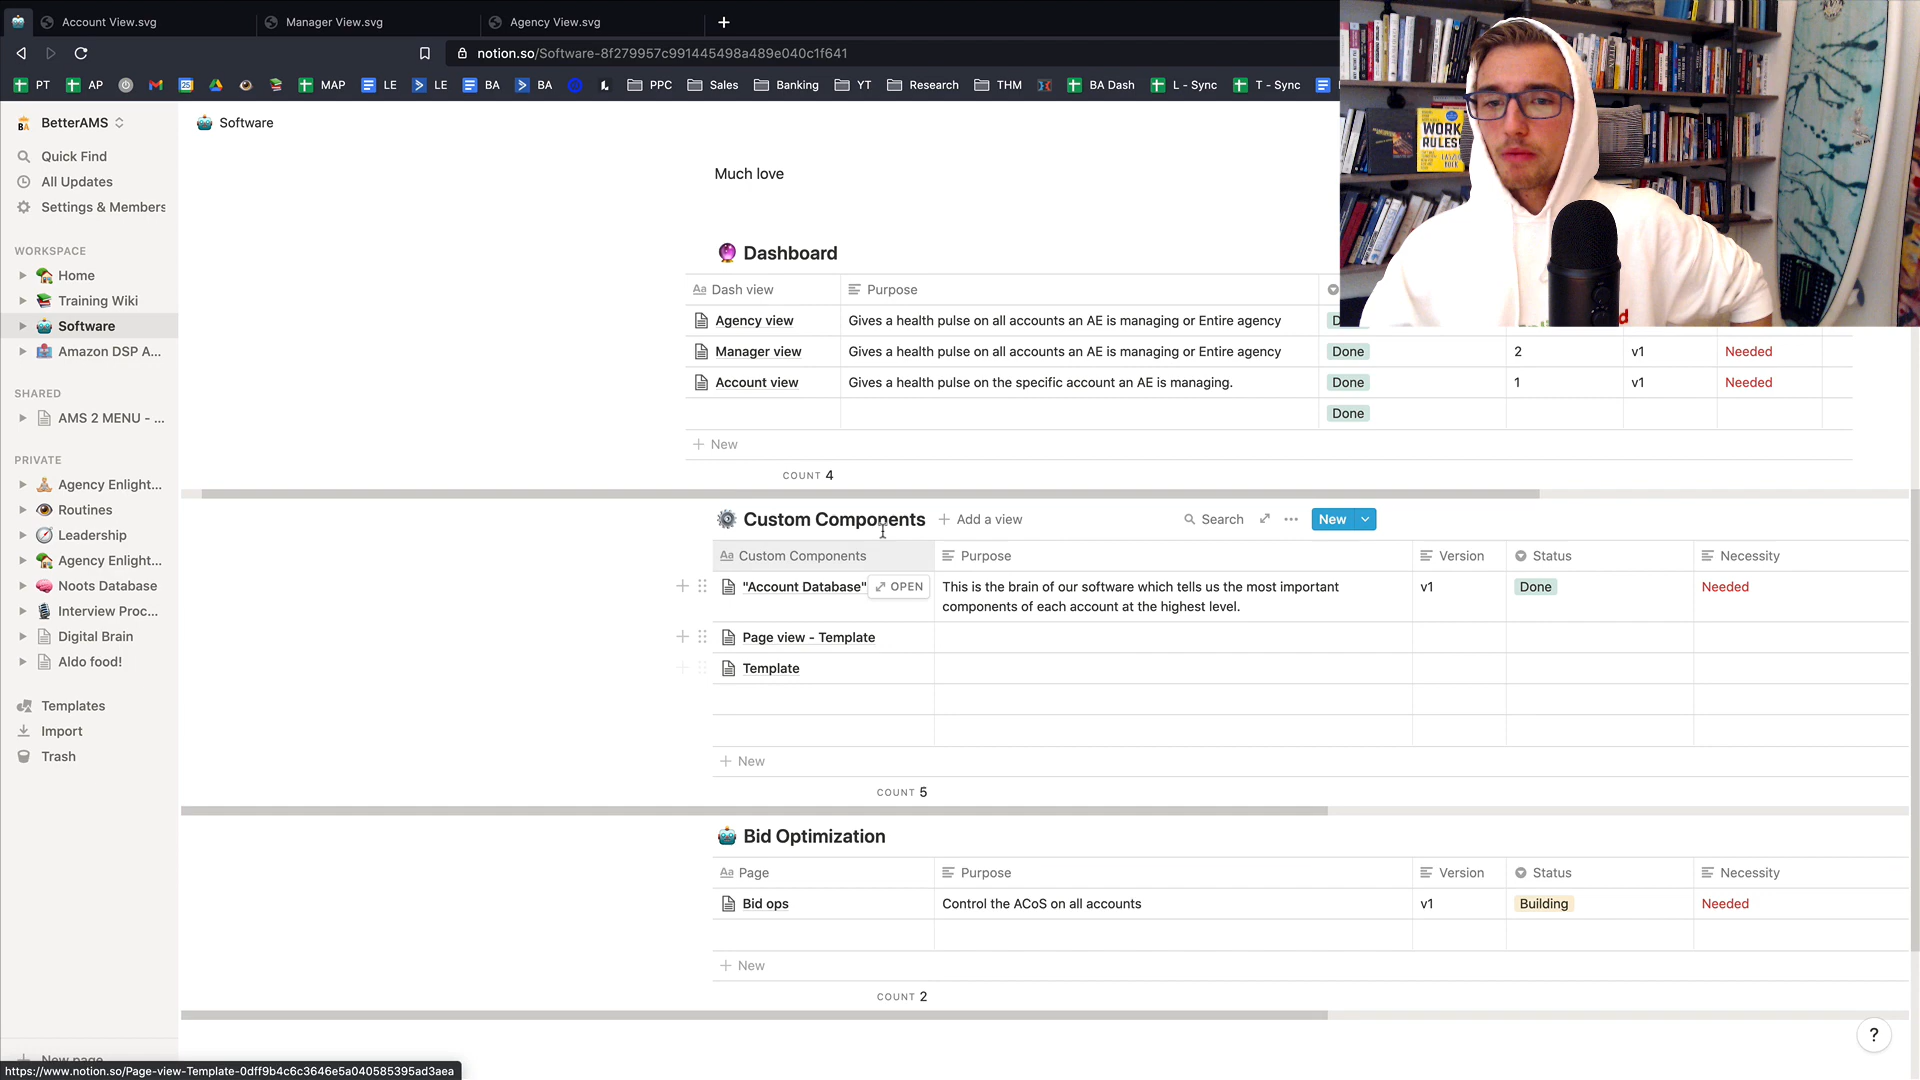 Account View.svg
Manager View.svg
Agency View.svg
notion.so/Software-8f279957c991445498a489e040c1f641
PT
AP
MAP
LE
LE
BA
BA
PPC
Sales
Banking
YT
Research
THM
BA Dash
L - Sync
T - Sync
BetterAMS
Quick Find
All Updates
Settings & Members
WORKSPACE
Home
Training Wiki
Software
Amazon DSP A...
SHARED
AMS 2 MENU - ...
PRIVATE
Agency Enlight...
Routines
Leadership
Agency Enlight...
Noots Database
Interview Proc...
Digital Brain
Aldo food!
Templates
Import
Trash
New page
Software
Much love
Dashboard
Aa Dash view Purpose
Agency view Gives a health pulse on all accounts an AE is managing or Entire agency
Manager view Gives a health pulse on all accounts an AE is managing or Entire agency Done 2 v1 Needed
Account view Gives a health pulse on the specific account an AE is managing. Done 1 v1 Needed
Done
+ New
COUNT 4
Custom Components + Add a view Search New
Aa Custom Components Purpose Version Status Necessity
"Account Database" OPEN This is the brain of our software which tells us the most important v1 Done Needed
components of each account at the highest level.
Page view - Template
Template
+ New
COUNT 5
Bid Optimization
Aa Page Purpose Version Status Necessity
Bid ops Control the ACoS on all accounts v1 Building Needed
+ New
COUNT 2
?
https://www.notion.so/Page-view-Template-0dff9b4c6c3646e5a040585395ad3aea
WORK
RULES!